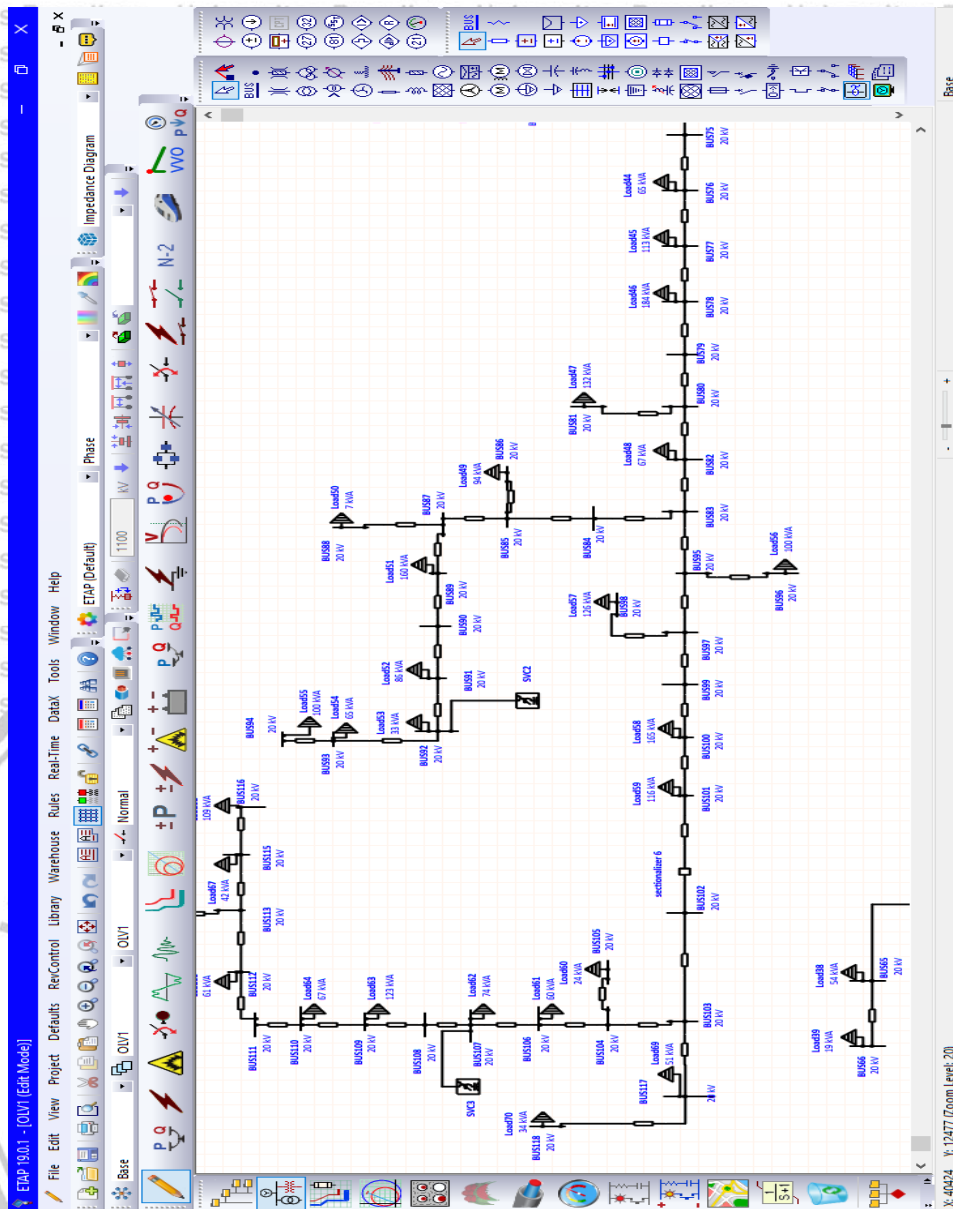 ETAP 19.0.1 - [OLV1 (Edit Mode)]
File Edit View Project Defaults RevControl Library Warehouse Rules Real-Time DataX Tools Window Help
ETAP (Default)
Phase
Impedance Diagram
Base
OLV1
OLV1
Normal
1100
kV
N-2
VVO
P Q
BUS
BUS
BUS94
20 kV
Load55
100 kVA
Load54
65 kVA
BUS93
20 kV
Load53
33 kVA
BUS92
20 kV
SVC2
Load52
86 kVA
BUS91
20 kV
BUS90
20 kV
Load51
160 kVA
BUS89
20 kV
BUS88
20 kV
Load50
7 kVA
BUS87
20 kV
Load49
94 kVA
BUS86
20 kV
BUS85
20 kV
BUS84
20 kV
BUS81
20 kV
Load47
132 kVA
Load46
184 kVA
Load45
113 kVA
Load44
65 kVA
109 kVA
BUS116
20 kV
BUS115
20 kV
Load67
42 kVA
BUS113
20 kV
61 kVA
BUS112
20 kV
BUS111
20 kV
BUS110
20 kV
Load64
67 kVA
BUS109
20 kV
Load63
123 kVA
BUS108
20 kV
BUS107
20 kV
Load62
74 kVA
SVC3
BUS106
20 kV
Load61
60 kVA
BUS104
20 kV
Load60
24 kVA
BUS105
20 kV
BUS118
20 kV
Load70
34 kVA
BUS117
20 kV
Load69
51 kVA
BUS103
20 kV
BUS102
20 kV
sectionalizer 6
Load59
116 kVA
BUS101
20 kV
Load58
165 kVA
BUS100
20 kV
BUS99
20 kV
Load57
126 kVA
BUS98
20 kV
BUS97
20 kV
BUS95
20 kV
BUS96
20 kV
Load56
100 kVA
BUS83
20 kV
Load48
67 kVA
BUS82
20 kV
BUS80
20 kV
BUS79
20 kV
BUS78
20 kV
BUS77
20 kV
BUS76
20 kV
BUS75
20 kV
Load39
19 kVA
BUS66
20 kV
Load38
54 kVA
BUS65
20 kV
X: 40424 Y: 12477 (Zoom Level: 20)
Base